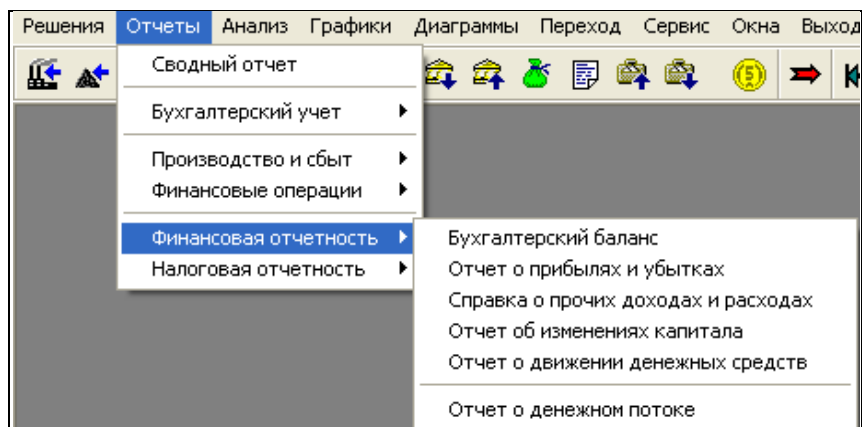 Решения Отчеты Анализ Графики Диаграммы Переход Сервис Окна Выход
Сводный отчет
Бухгалтерский учет
Производство и сбыт
Финансовые операции
Финансовая отчетность
Налоговая отчетность
Бухгалтерский баланс
Отчет о прибылях и убытках
Справка о прочих доходах и расходах
Отчет об изменениях капитала
Отчет о движении денежных средств
Отчет о денежном потоке